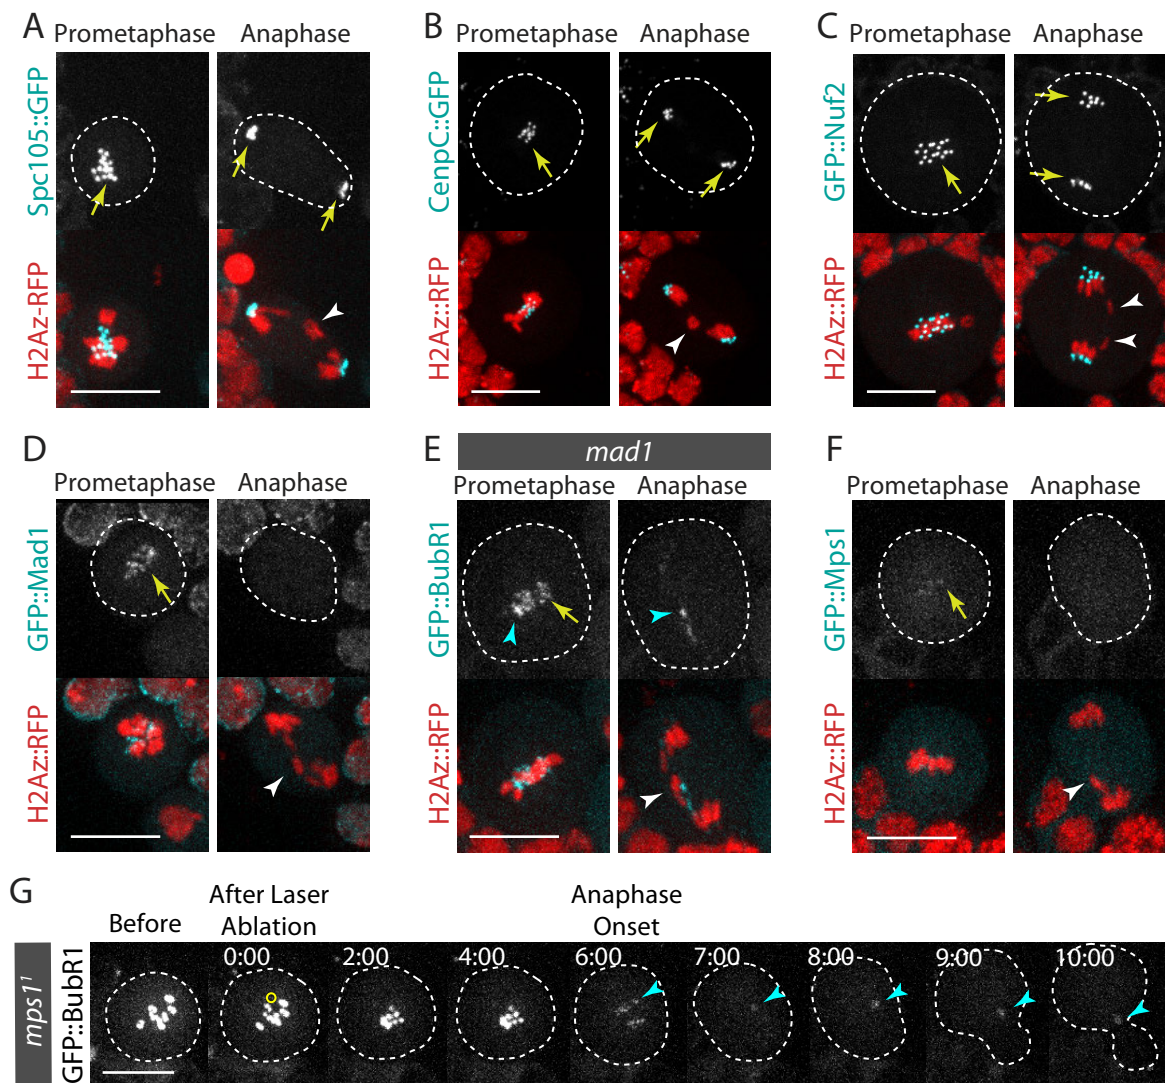 A
Prometaphase Anaphase
Spc105::GFP
H2Az-RFP
B
Prometaphase Anaphase
CenpC::GFP
H2Az::RFP
C
Prometaphase Anaphase
GFP::Nuf2
H2Az::RFP
D
Prometaphase Anaphase
GFP::Mad1
H2Az::RFP
E
mad1
Prometaphase Anaphase
GFP::BubR1
H2Az::RFP
F
Prometaphase Anaphase
GFP::Mps1
H2Az::RFP
G
Before
After Laser
Ablation
Anaphase
Onset
mps1¹
GFP::BubR1
0:00 2:00 4:00 6:00 7:00 8:00 9:00 10:00